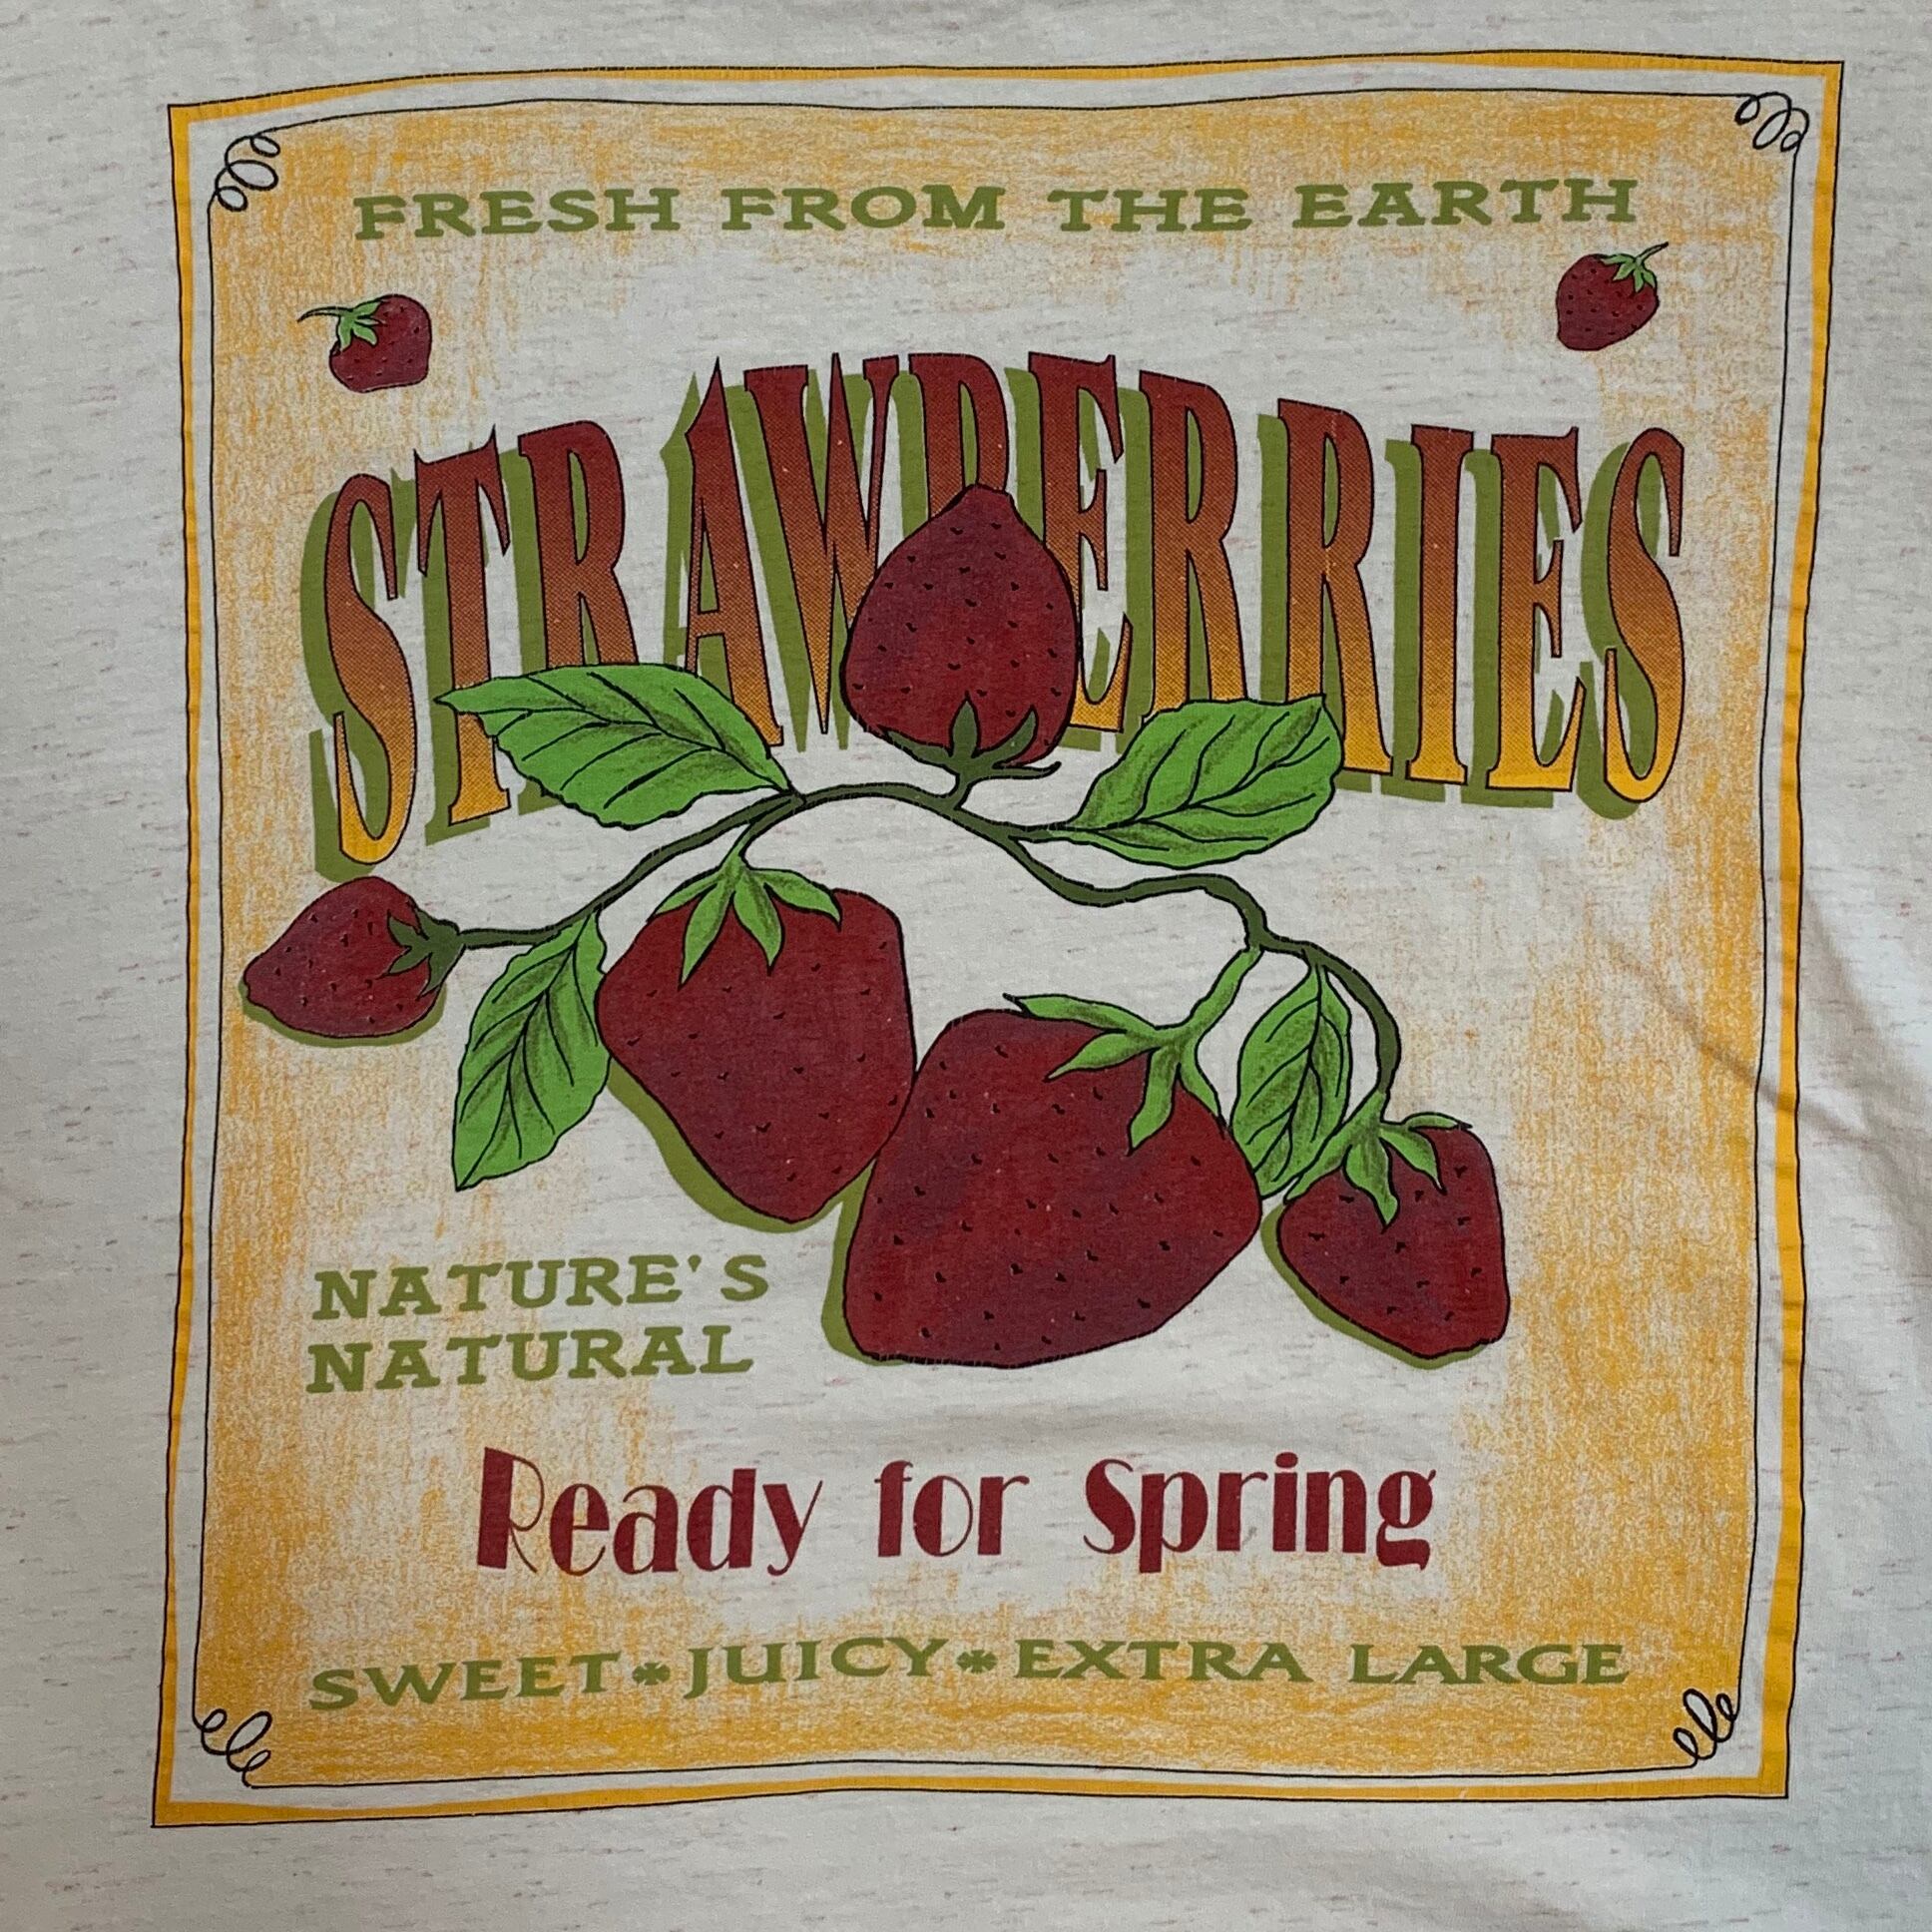 FRESH FROM THE EARTH
STRAWBERRIES
NATURE'S
NATURAL
Ready for Spring
SWEET*JUICY*EXTRA LARGE